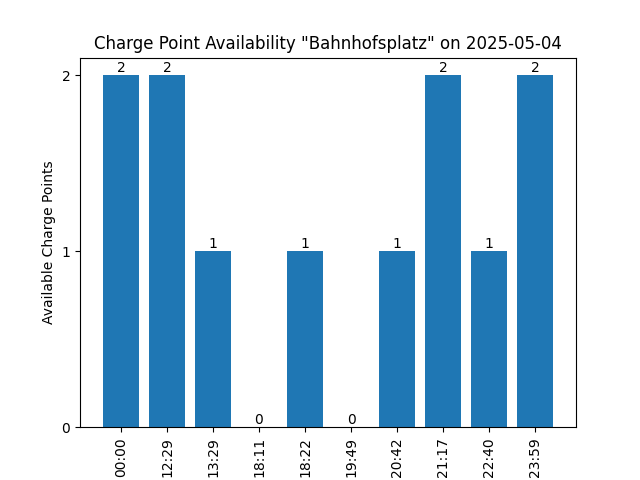 Charge Point Availability "Bahnhofsplatz" on 2025-05-04
2 2 1 0 1 0 1 2 1 2
2
1
0
Available Charge Points
00:00 12:29 13:29 18:11 18:22 19:49 20:42 21:17 22:40 23:59